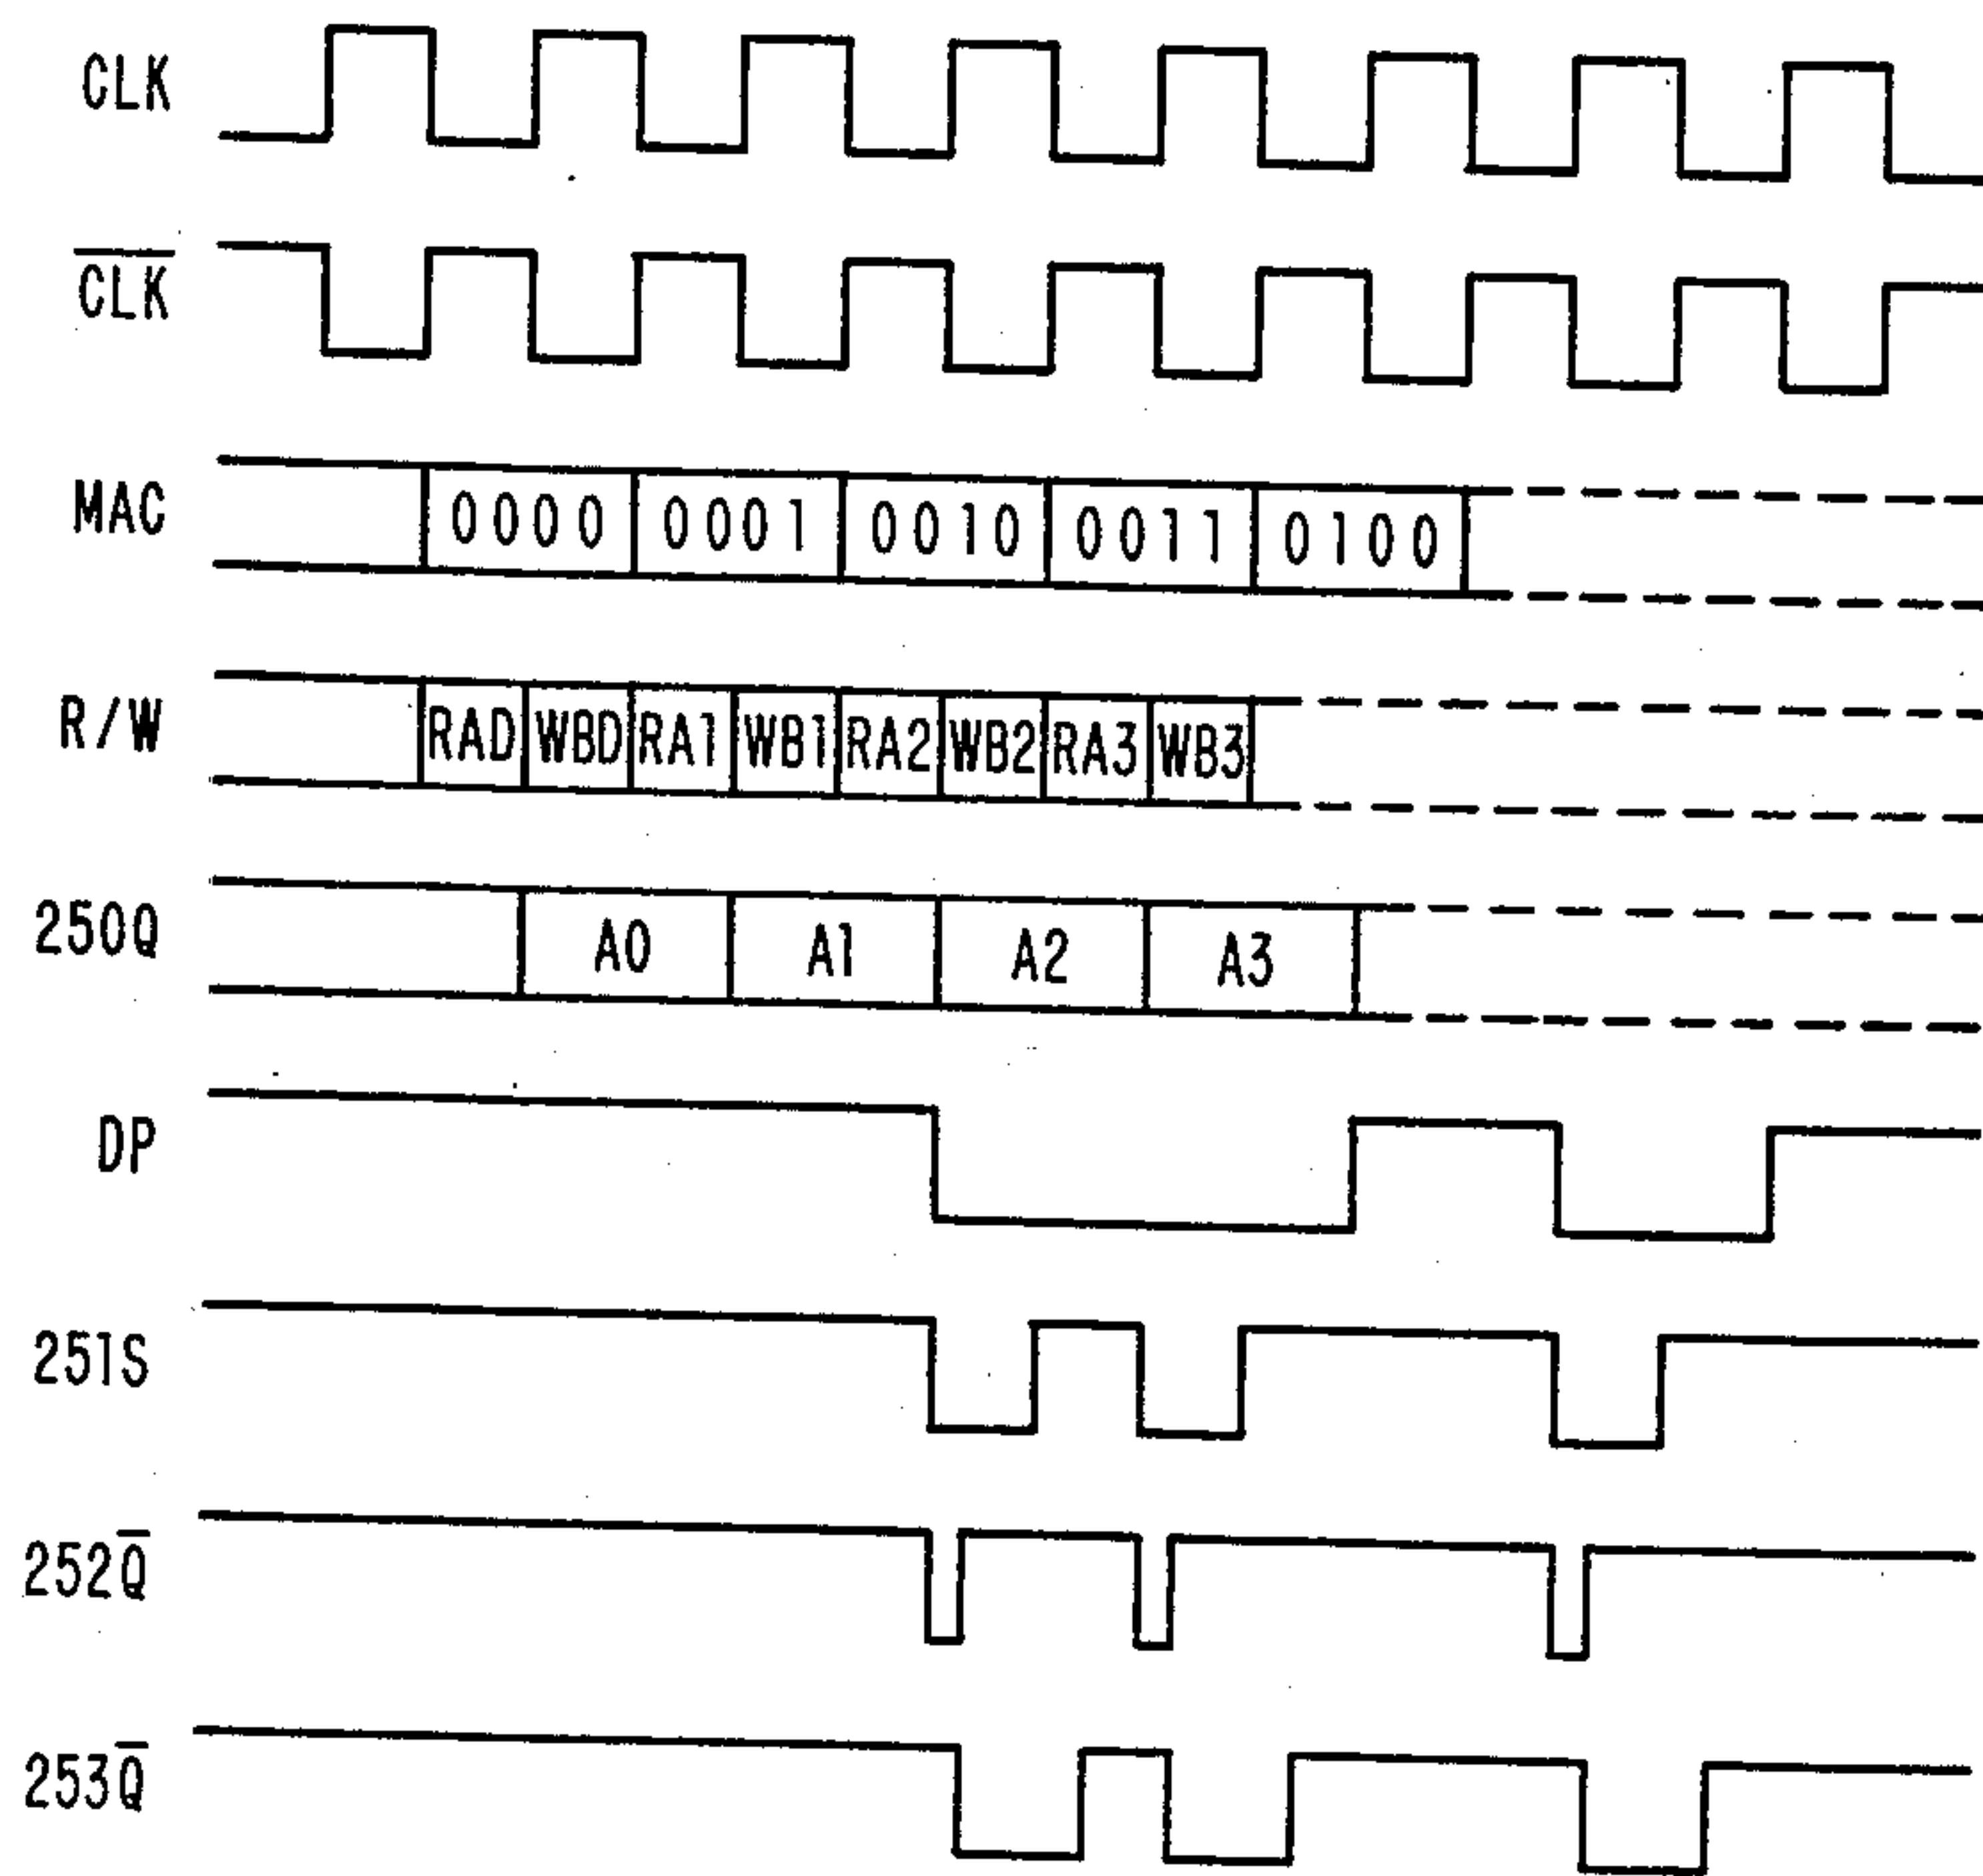 CLK
C̅L̅K̅
MAC 0000 0001 0010 0011 0100
R/W RAD WBD RA1 WB1 RA2 WB2 RA3 WB3
250Q A0 A1 A2 A3
DP
251S
252Q̅
253Q̅